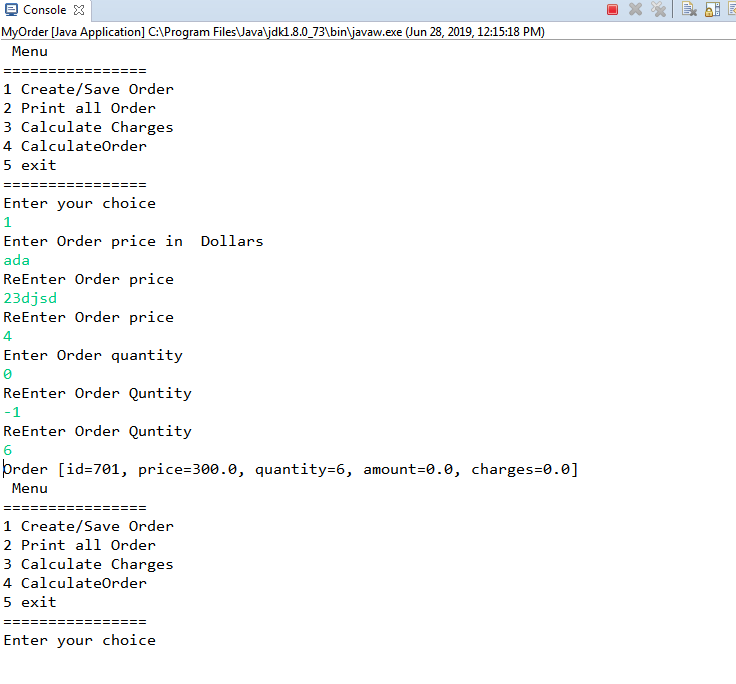 Console
MyOrder [Java Application] C:\Program Files\Java\jdk1.8.0_73\bin\javaw.exe (Jun 28, 2019, 12:15:18 PM)
Menu
================
1 Create/Save Order
2 Print all Order
3 Calculate Charges
4 CalculateOrder
5 exit
================
Enter your choice
1
Enter Order price in  Dollars
ada
ReEnter Order price
23djsd
ReEnter Order price
4
Enter Order quantity
0
ReEnter Order Quntity
-1
ReEnter Order Quntity
6
Order [id=701, price=300.0, quantity=6, amount=0.0, charges=0.0]
Menu
================
1 Create/Save Order
2 Print all Order
3 Calculate Charges
4 CalculateOrder
5 exit
================
Enter your choice